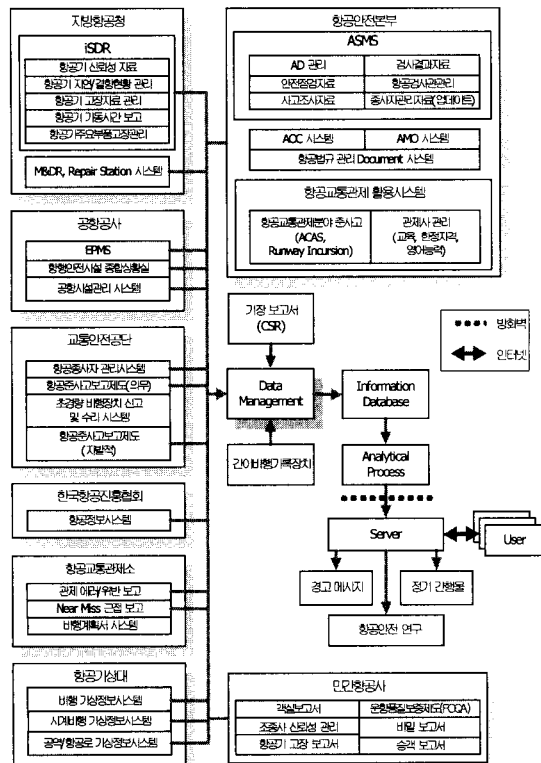 지방항공청
iSDR
항공기 신뢰성 자료
항공기 지연/결항현황 관리
항공기 고장자료 관리
항공기 가동시간 보고
항공기주요부품고장관리
M&DR, Repair Station 시스템
공항공사
EPMS
항행안전시설 종합상황실
공항시설관리 시스템
교통안전공단
항공종사자 관리시스템
항공준사고보고제도(의무)
초경량 비행장치 신고
및 수리 시스템
항공준사고보고제도
(자발적)
한국항공진흥협회
항공정보시스템
항공교통관제소
관제 에러/위반 보고
Near Miss 근접 보고
비행계획서 시스템
항공기상대
비행 기상정보시스템
시계비행 기상정보시스템
공역/항공로 기상정보시스템
항공안전본부
ASMS
AD 관리
검사결과자료
안전점검자료
항공검사관관리
사고조사자료
종사자관리자료(업데이트)
AOC 시스템
AMO 시스템
항공법규 관리 Document 시스템
항공교통관제 활용시스템
항공교통관제분야 준사고
(ACAS,
Runway Incursion)
관제사 관리
(교육, 한정자격,
영어능력)
기장 보고서
(CSR)
방화벽
인터넷
Data
Management
Information
Database
간이비행기록장치
Analytical
Process
Server
User
경고 메시지
정기 간행물
항공안전 연구
민간항공사
객실보고서
운항품질보증제도(FOQA)
조종사 신뢰성 관리
비밀 보고서
항공기 고장 보고서
승객 보고서